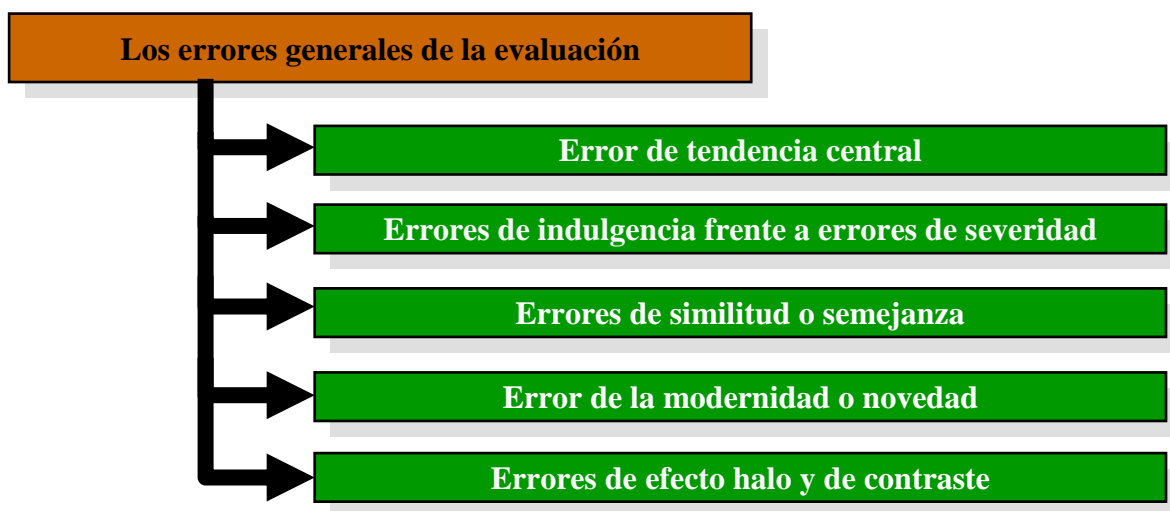 Los errores generales de la evaluación
Error de tendencia central
Errores de indulgencia frente a errores de severidad
Errores de similitud o semejanza
Error de la modernidad o novedad
Errores de efecto halo y de contraste